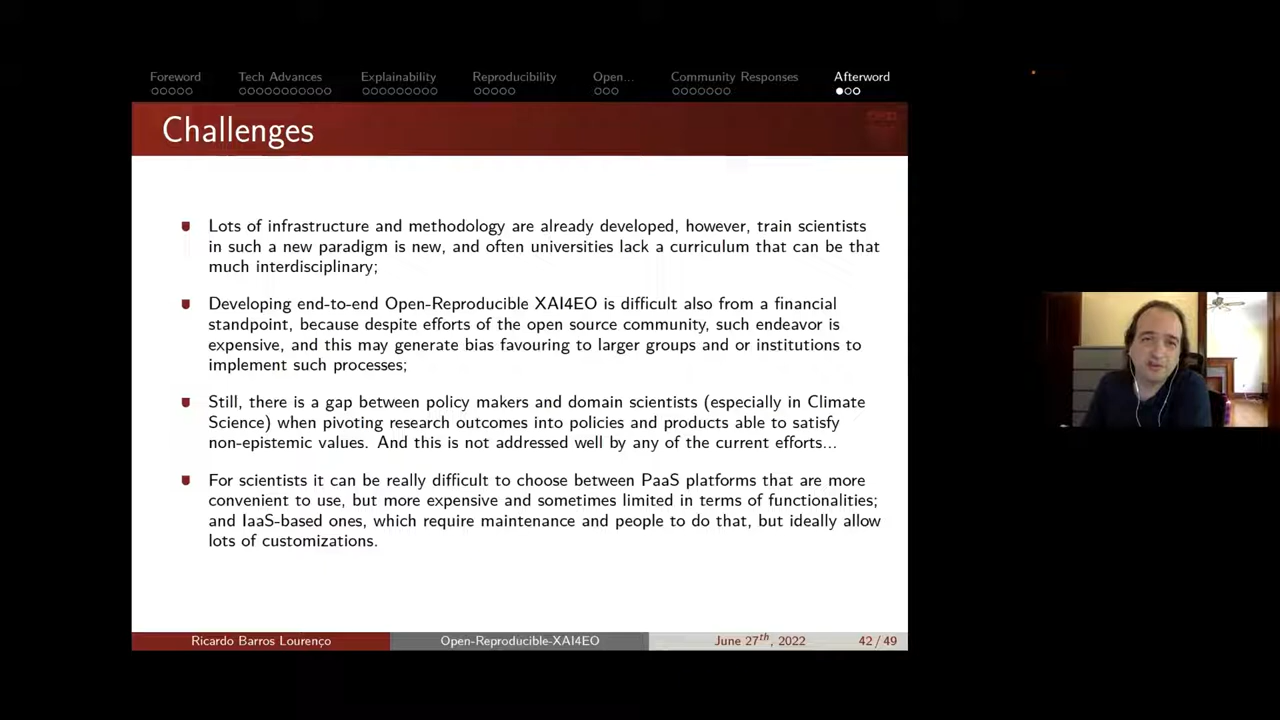 Foreword Tech Advances Explainability Reproducibility Open... Community Responses Afterword
Challenges
Lots of infrastructure and methodology are already developed, however, train scientists
in such a new paradigm is new, and often universities lack a curriculum that can be that
much interdisciplinary;
Developing end-to-end Open-Reproducible XAI4EO is difficult also from a financial
standpoint, because despite efforts of the open source community, such endeavor is
expensive, and this may generate bias favouring to larger groups and or institutions to
implement such processes;
Still, there is a gap between policy makers and domain scientists (especially in Climate
Science) when pivoting research outcomes into policies and products able to satisfy
non-epistemic values. And this is not addressed well by any of the current efforts...
For scientists it can be really difficult to choose between PaaS platforms that are more
convenient to use, but more expensive and sometimes limited in terms of functionalities;
and IaaS-based ones, which require maintenance and people to do that, but ideally allow
lots of customizations.
Ricardo Barros Lourenço Open-Reproducible-XAI4EO June 27th, 2022 42 / 49